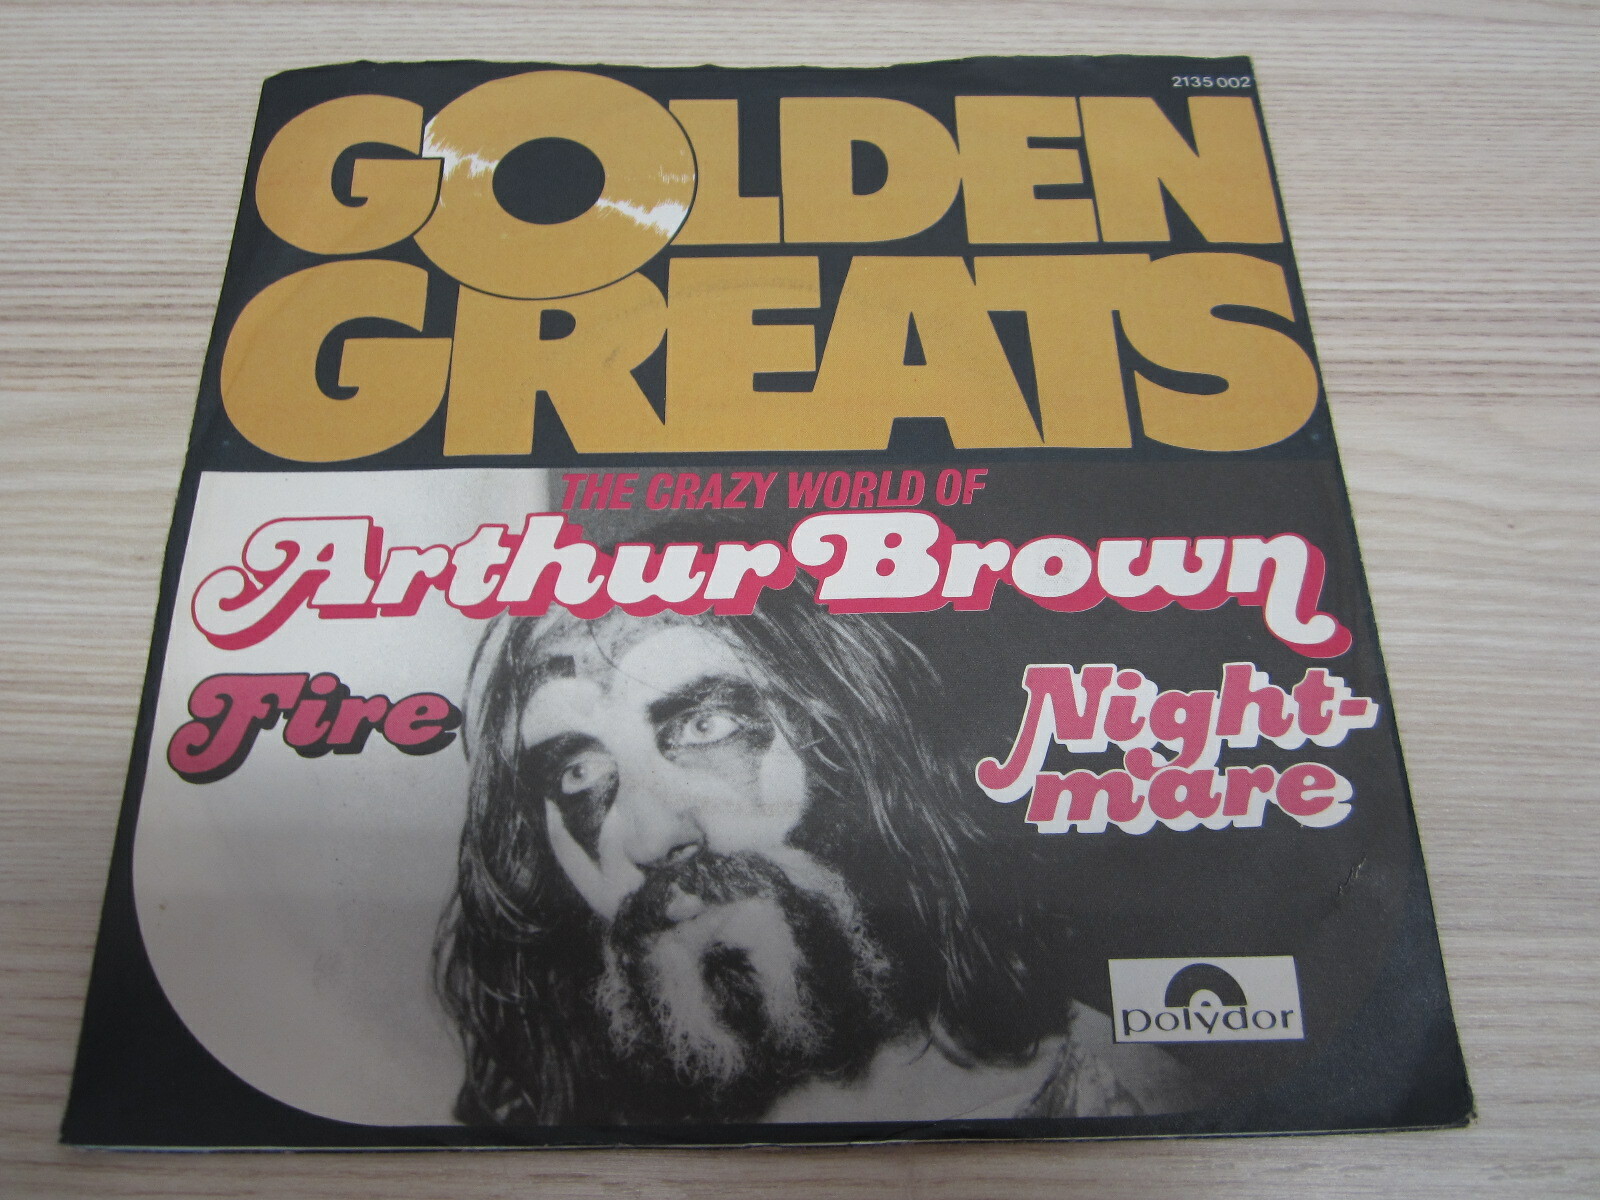 2135 002
GOLDEN
GREATS
THE CRAZY WORLD OF
Arthur Brown
Fire
Night-
mare
polydor